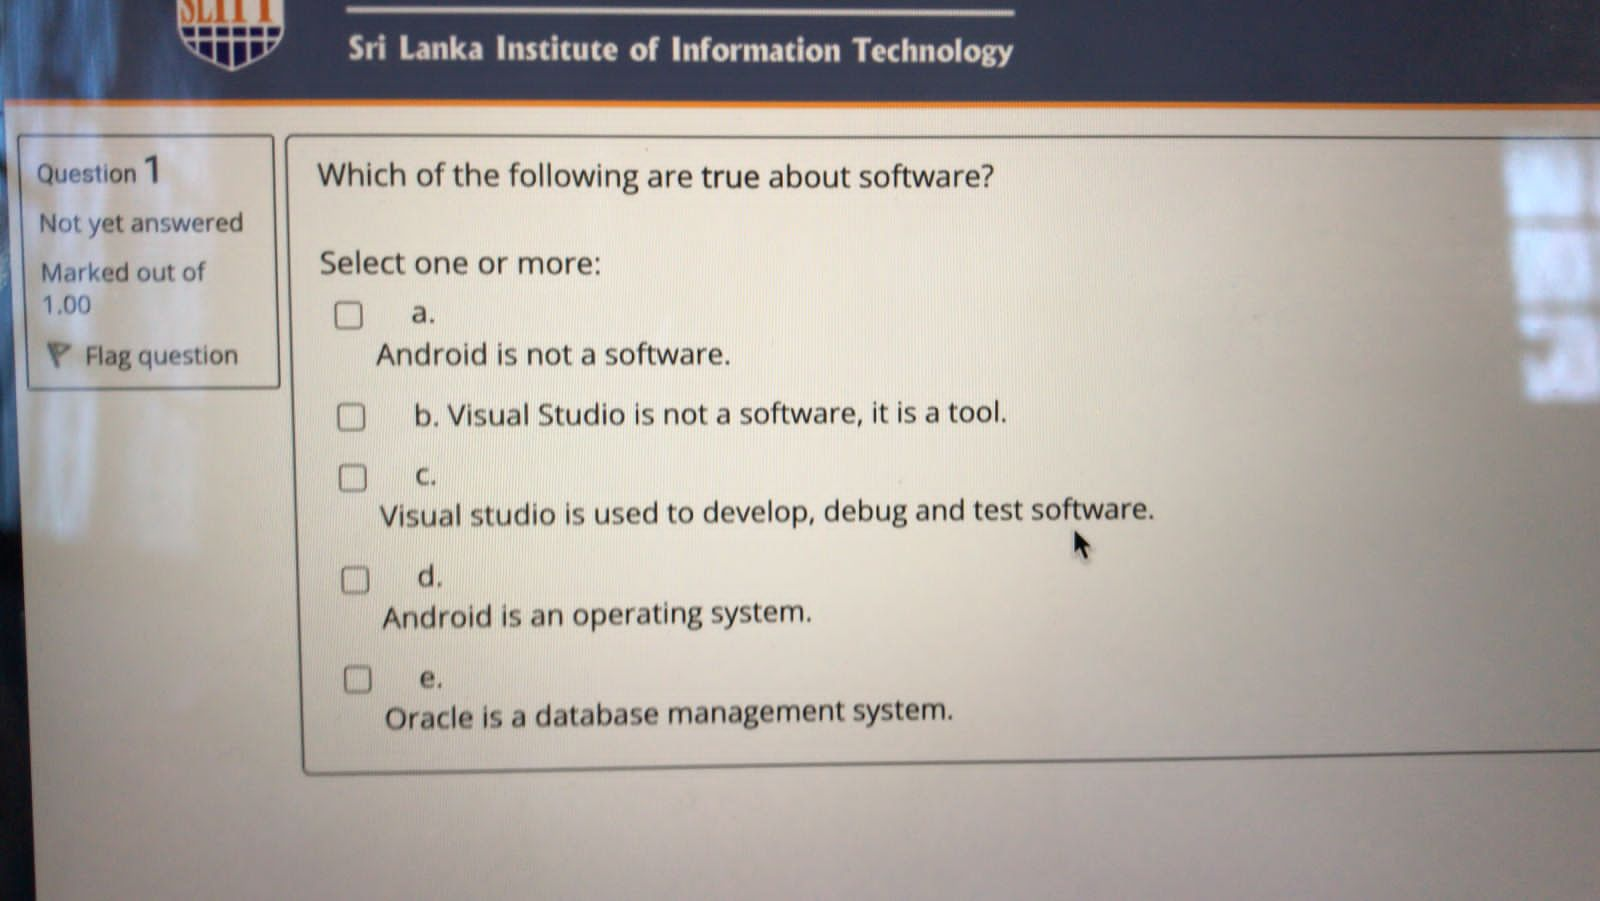 SLIIT
Sri Lanka Institute of Information Technology
Question 1
Not yet answered
Marked out of
1.00
Flag question
Which of the following are true about software?
Select one or more:
a.
Android is not a software.
b. Visual Studio is not a software, it is a tool.
c.
Visual studio is used to develop, debug and test software.
d.
Android is an operating system.
e.
Oracle is a database management system.